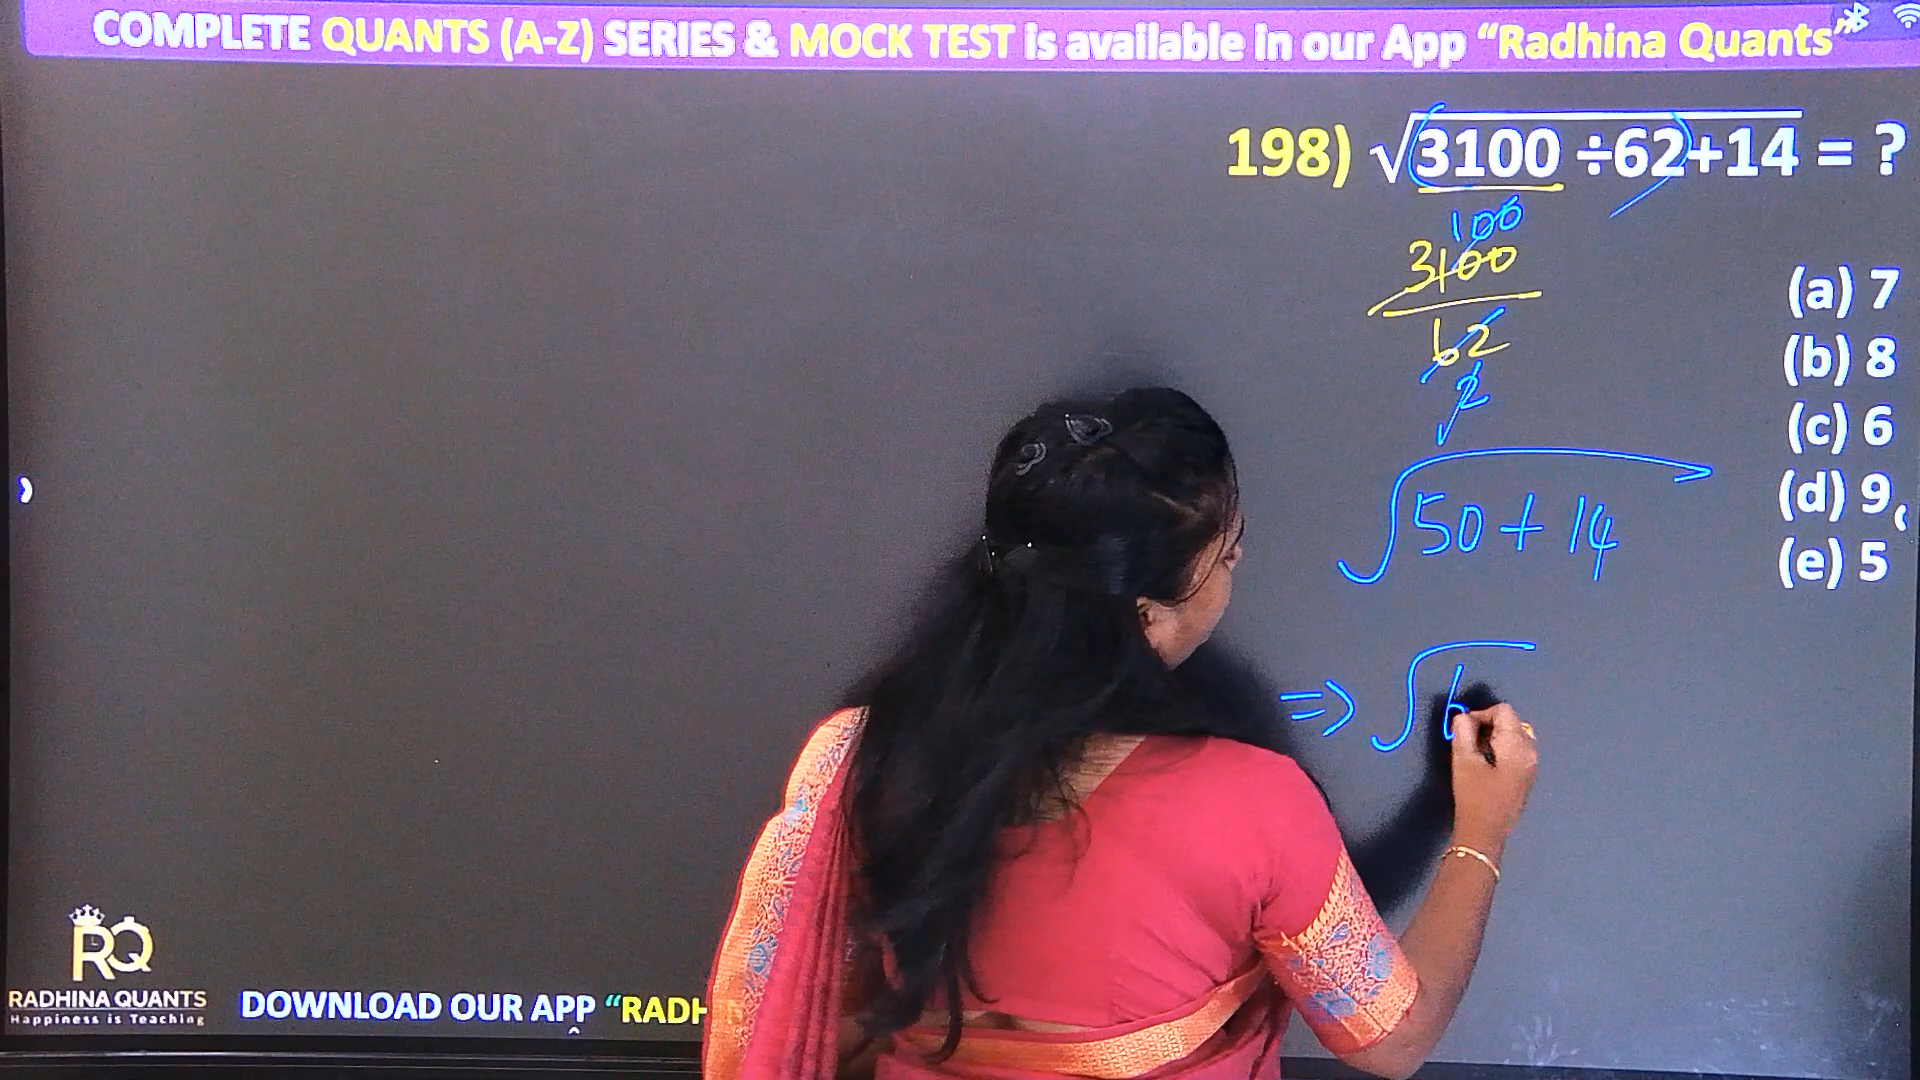 COMPLETE QUANTS (A-Z) SERIES & MOCK TEST is available in our App “Radhina Quants”
198) √3100 ÷62+14 = ?
100
3100
62
2
√50 + 14
⇒ √6
(a) 7
(b) 8
(c) 6
(d) 9
(e) 5
RQ
RADHINA QUANTS
Happiness is Teaching
DOWNLOAD OUR APP “RADH